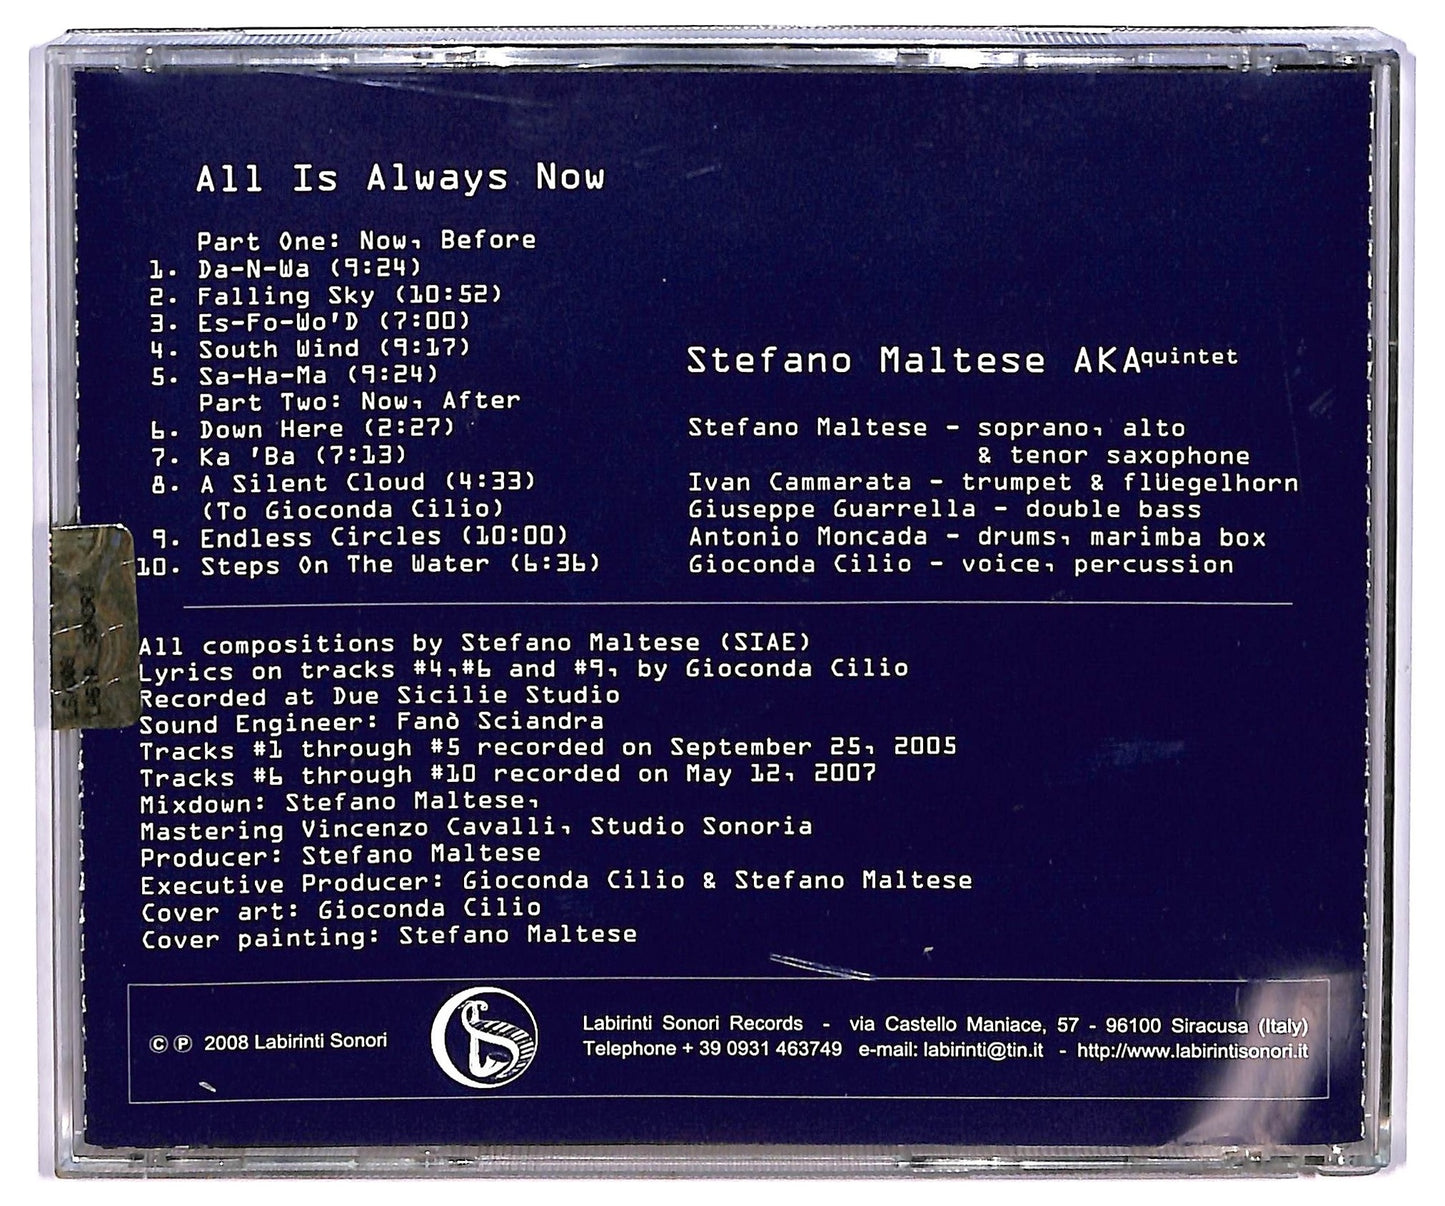 All Is Always Now
Part One: Now, Before
1. Da-N-Wa (9:24)
2. Falling Sky (10:52)
3. Es-Fo-Wo'D (7:00)
4. South Wind (9:17)
5. Sa-Ha-Ma (9:24)
Part Two: Now, After
6. Down Here (2:27)
7. Ka 'Ba (7:13)
8. A Silent Cloud (4:33)
(To Gioconda Cilio)
9. Endless Circles (10:00)
10. Steps On The Water (6:36)
Stefano Maltese AKAquintet
Stefano Maltese - soprano, alto
& tenor saxophone
Ivan Cammarata - trumpet & flüegelhorn
Giuseppe Guarrella - double bass
Antonio Moncada - drums, marimba box
Gioconda Cilio - voice, percussion
All compositions by Stefano Maltese (SIAE)
Lyrics on tracks #4,#6 and #9, by Gioconda Cilio
Recorded at Due Sicilie Studio
Sound Engineer: Fanò Sciandra
Tracks #1 through #5 recorded on September 25, 2005
Tracks #6 through #10 recorded on May 12, 2007
Mixdown: Stefano Maltese,
Mastering Vincenzo Cavalli, Studio Sonoria
Producer: Stefano Maltese
Executive Producer: Gioconda Cilio & Stefano Maltese
Cover art: Gioconda Cilio
Cover painting: Stefano Maltese
© ℗ 2008 Labirinti Sonori
Labirinti Sonori Records - via Castello Maniace, 57 - 96100 Siracusa (Italy)
Telephone + 39 0931 463749 e-mail: labirinti@tin.it - http://www.labirintisonori.it